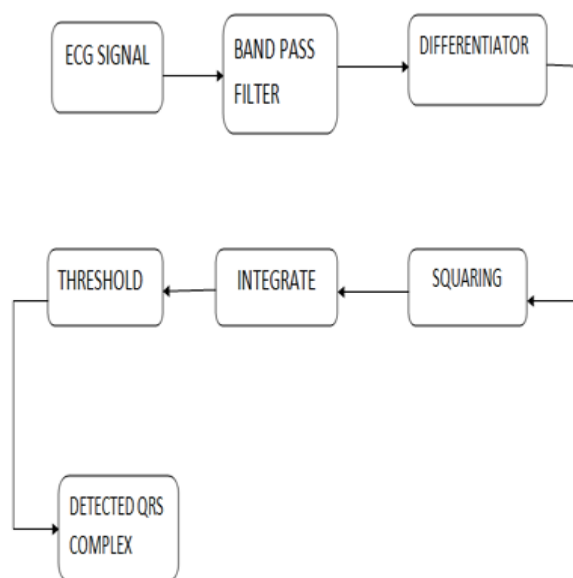 ECG SIGNAL
BAND PASS
FILTER
DIFFERENTIATOR
SQUARING
INTEGRATE
THRESHOLD
DETECTED QRS
COMPLEX